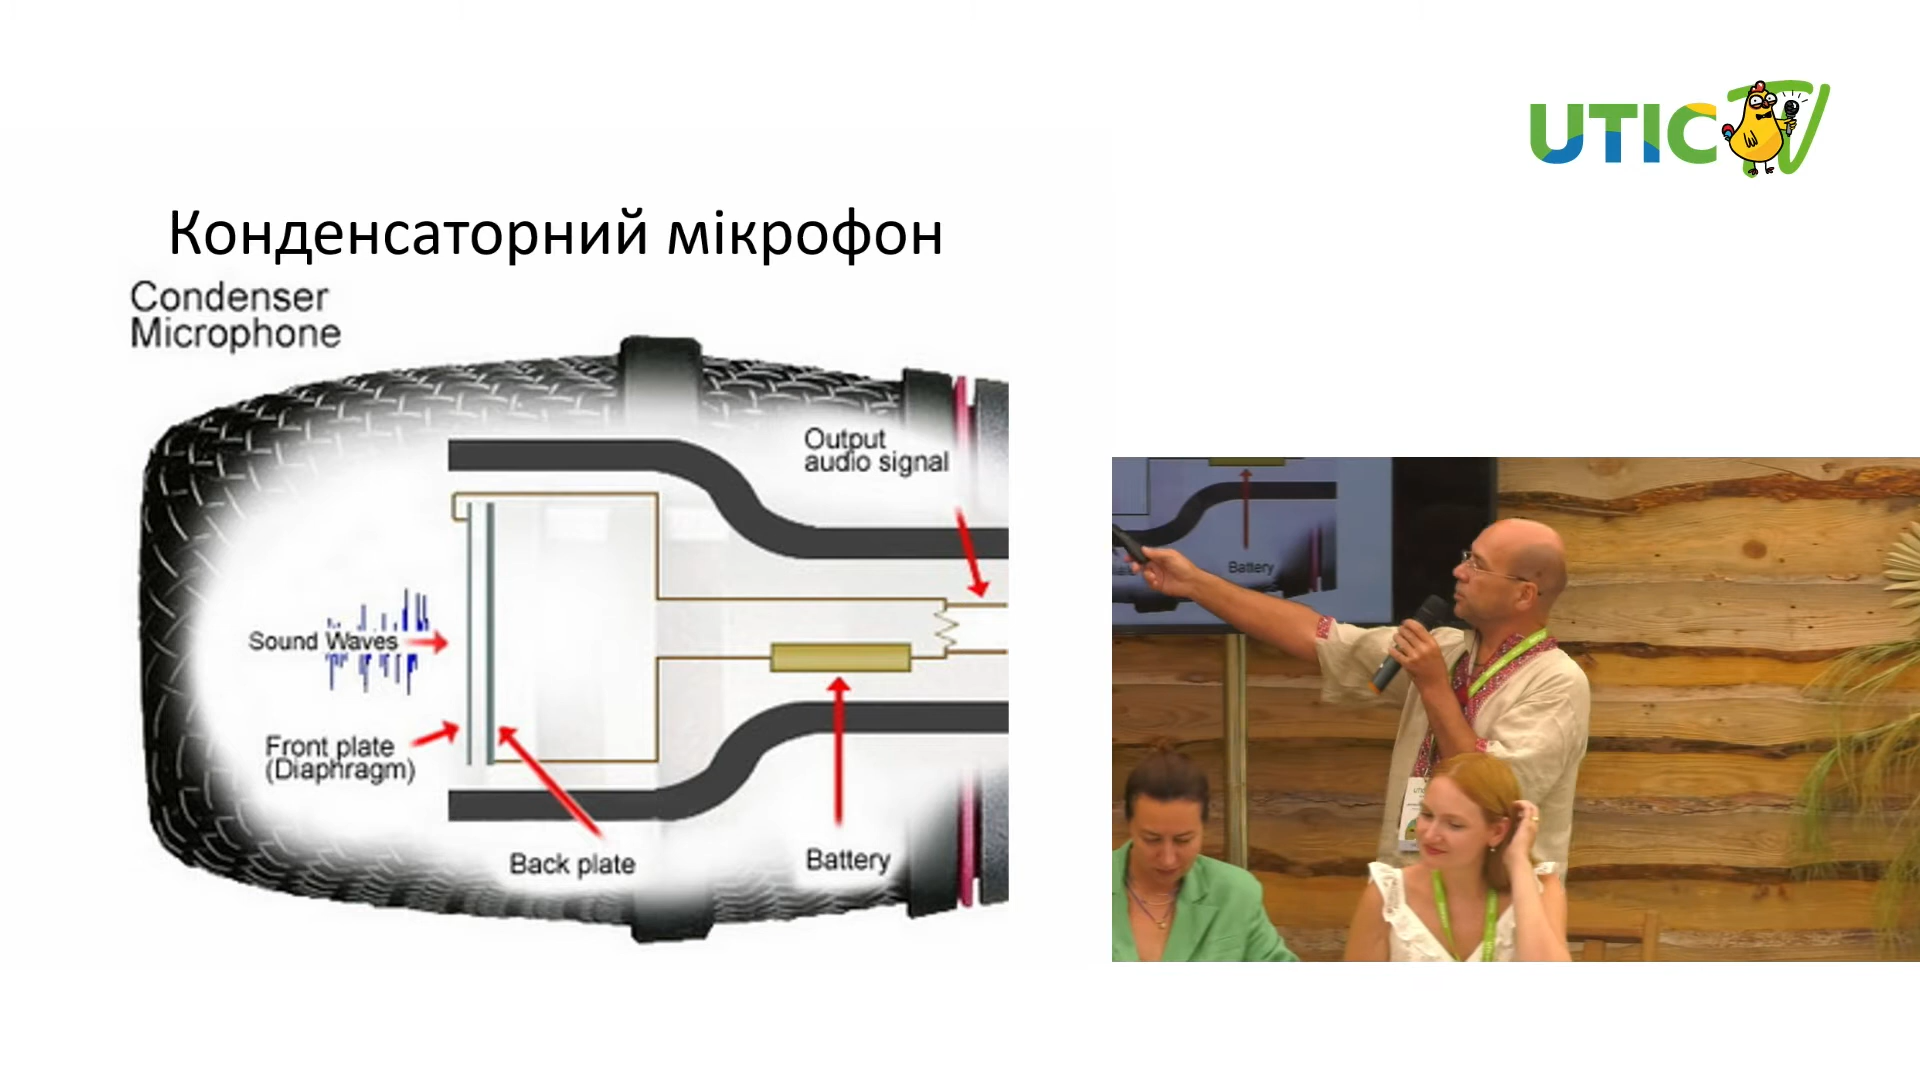 UTIC TV
Конденсаторний мікрофон
Condenser
Microphone
Output
audio signal
Sound Waves
Front plate
(Diaphragm)
Back plate
Battery
Battery